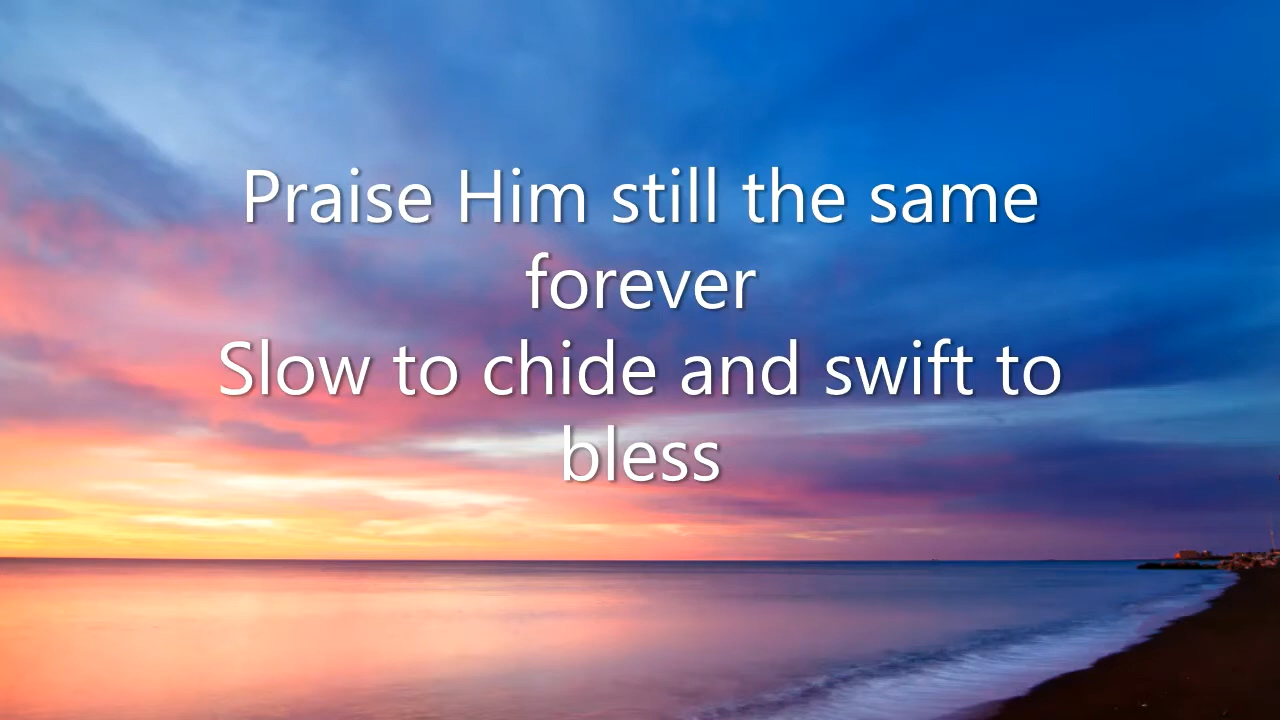 Praise Him still the same
forever
Slow to chide and swift to
bless